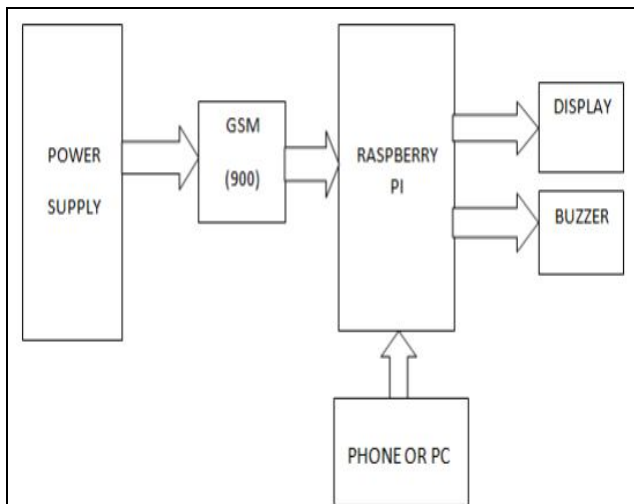 POWER
SUPPLY
GSM
(900)
RASPBERRY
PI
DISPLAY
BUZZER
PHONE OR PC